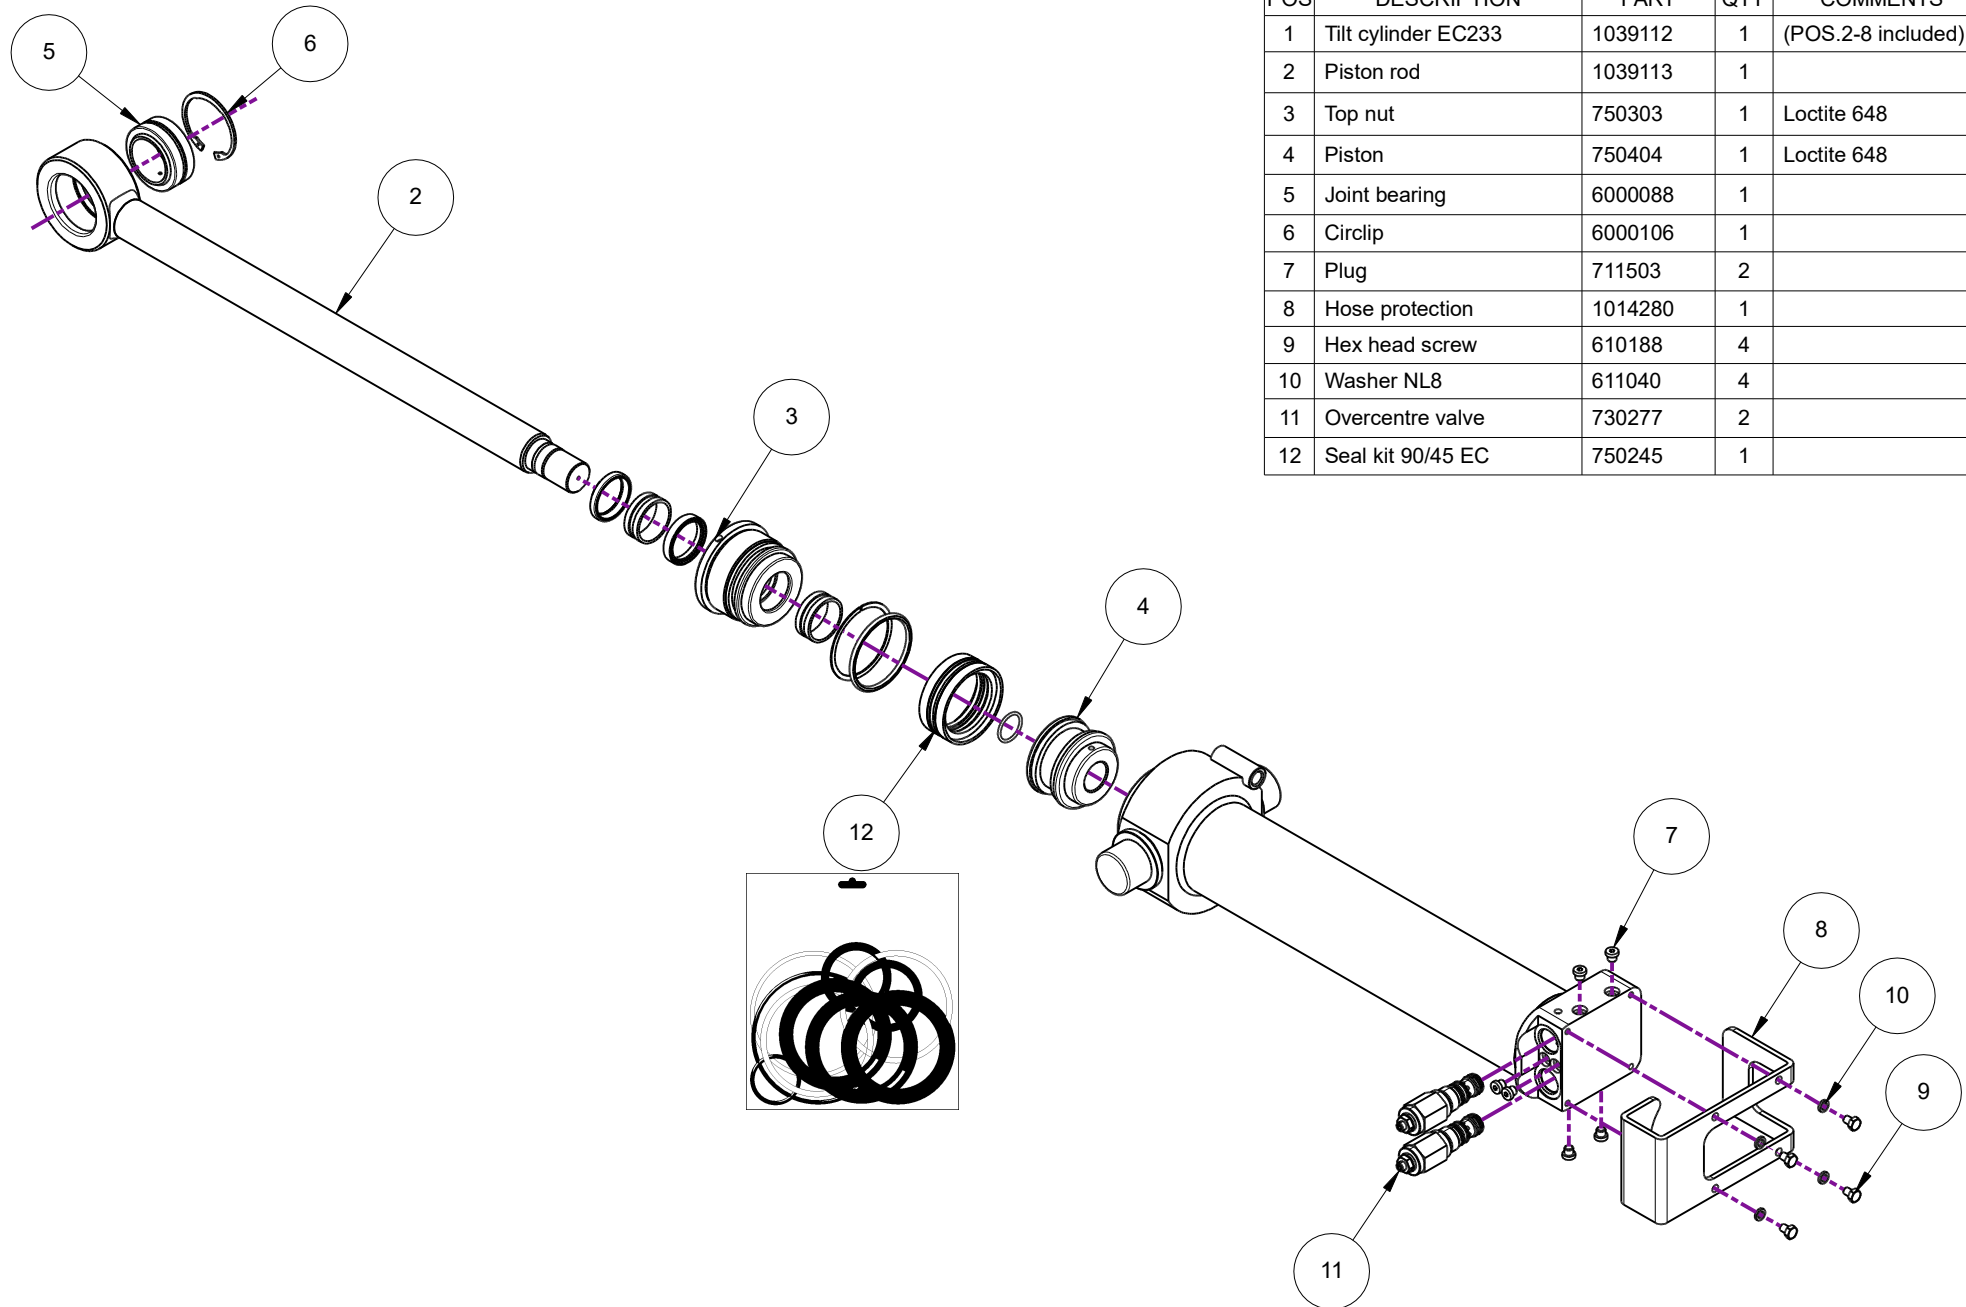 POS DESCRIPTION PART QTY COMMENTS
1 Tilt cylinder EC233 1039112 1 (POS.2-8 included)
2 Piston rod 1039113 1
3 Top nut 750303 1 Loctite 648
4 Piston 750404 1 Loctite 648
5 Joint bearing 6000088 1
6 Circlip 6000106 1
7 Plug 711503 2
8 Hose protection 1014280 1
9 Hex head screw 610188 4
10 Washer NL8 611040 4
11 Overcentre valve 730277 2
12 Seal kit 90/45 EC 750245 1
5
6
2
3
4
12
7
8
10
9
11